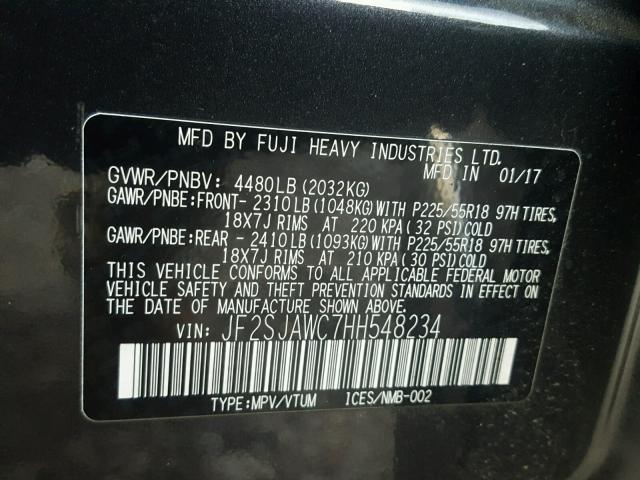 MFD BY FUJI HEAVY INDUSTRIES LTD.
MFD IN 01/17
GVWR/PNBV: 4480LB (2032KG)
GAWR/PNBE:FRONT- 2310LB (1048KG)WITH P225/55R18 97H TIRES,
18X7J RIMS AT 220 KPA (32 PSI)COLD
GAWR/PNBE:REAR - 2410LB (1093KG)WITH P225/55R18 97H TIRES,
18X7J RIMS AT 210 KPA (30 PSI)COLD
THIS VEHICLE CONFORMS TO ALL APPLICABLE FEDERAL MOTOR
VEHICLE SAFETY AND THEFT PREVENTION STANDARDS IN EFFECT ON
THE DATE OF MANUFACTURE SHOWN ABOVE.
VIN: JF2SJAWC7HH548234
TYPE:MPV/VTUM ICES/NMB-002